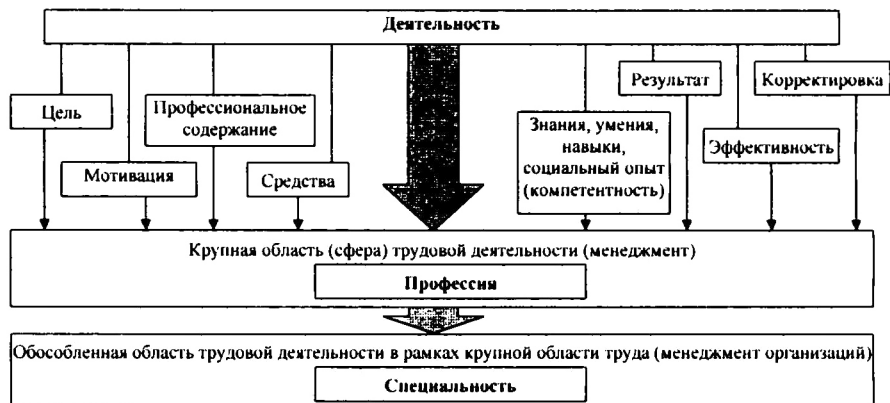 Деятельность
Цель
Мотивация
Профессиональное
содержание
Средства
Знания, умения,
навыки,
социальный опыт
(компетентность)
Результат
Эффективность
Корректировка
Крупная область (сфера) трудовой деятельности (менеджмент)
Профессия
Обособленная область трудовой деятельности в рамках крупной области труда (менеджмент организаций)
Специальность